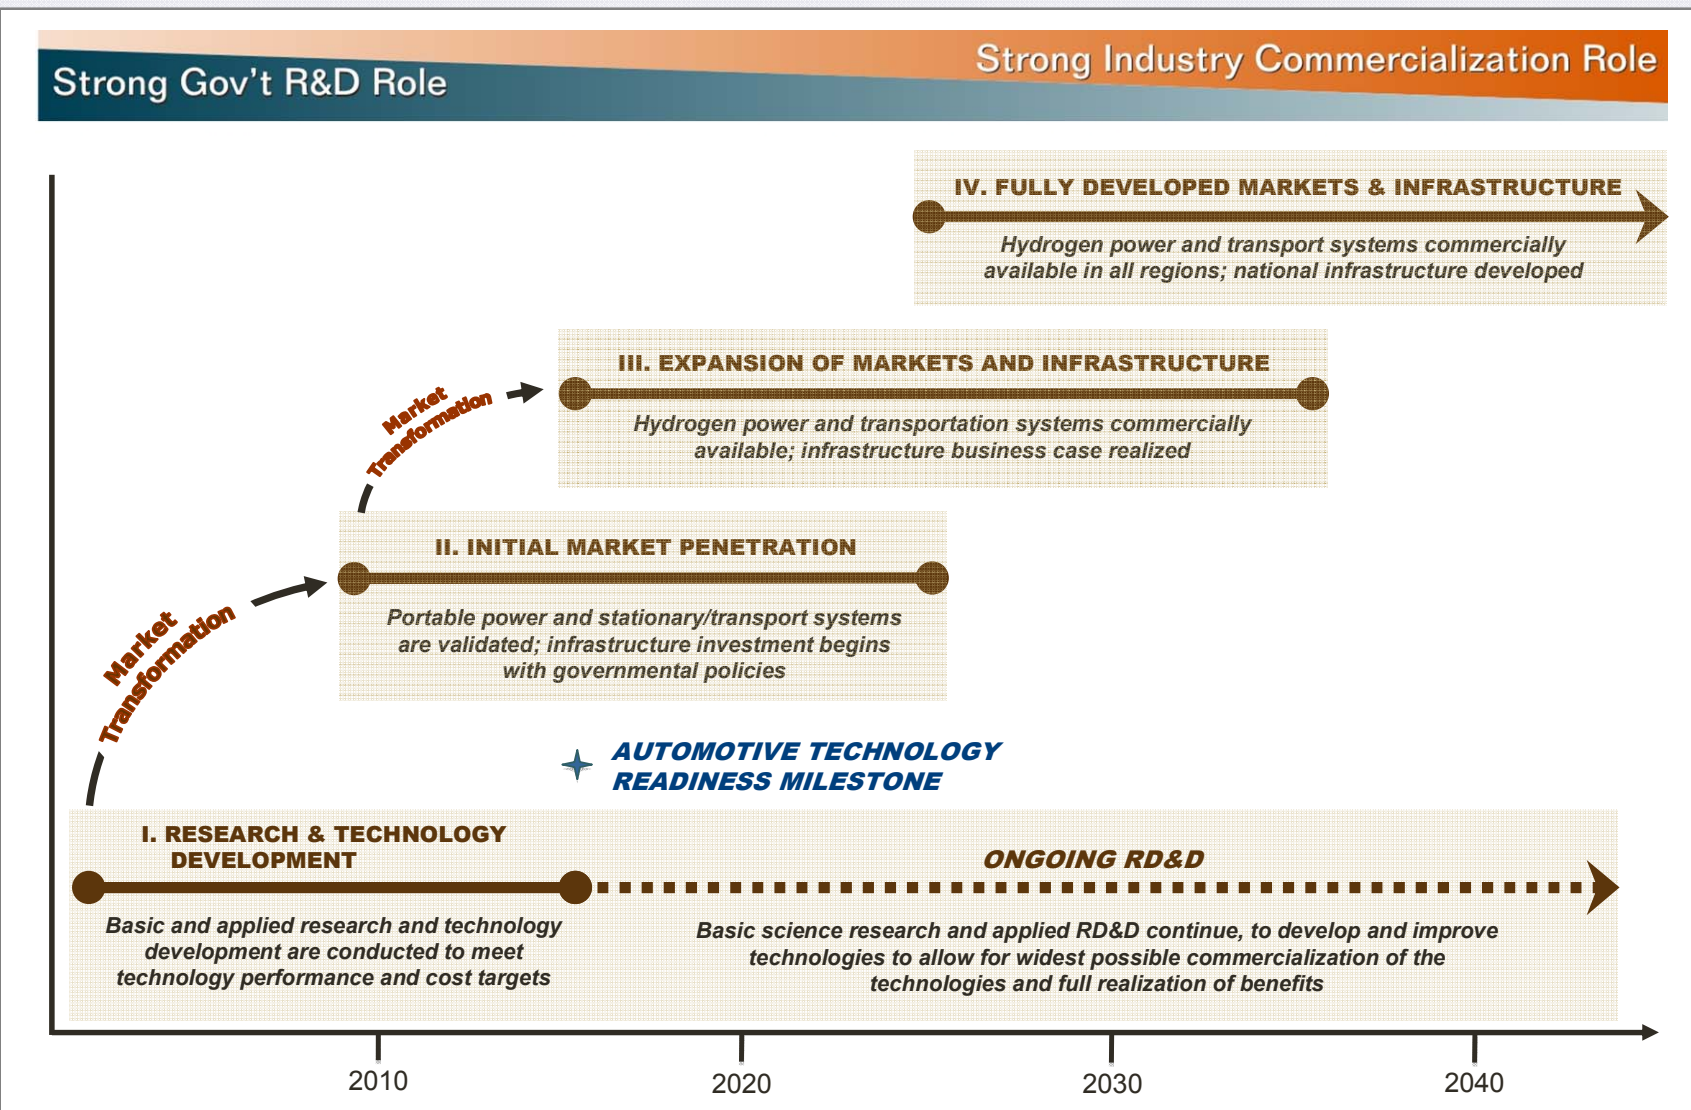 Strong Gov't R&D Role
Strong Industry Commercialization Role
IV. FULLY DEVELOPED MARKETS & INFRASTRUCTURE
Hydrogen power and transport systems commercially
available in all regions; national infrastructure developed
III. EXPANSION OF MARKETS AND INFRASTRUCTURE
Hydrogen power and transportation systems commercially
available; infrastructure business case realized
Market
Transformation
II. INITIAL MARKET PENETRATION
Portable power and stationary/transport systems
are validated; infrastructure investment begins
with governmental policies
Market
Transformation
AUTOMOTIVE TECHNOLOGY
READINESS MILESTONE
I. RESEARCH & TECHNOLOGY
DEVELOPMENT
Basic and applied research and technology
development are conducted to meet
technology performance and cost targets
ONGOING RD&D
Basic science research and applied RD&D continue, to develop and improve
technologies to allow for widest possible commercialization of the
technologies and full realization of benefits
2010
2020
2030
2040